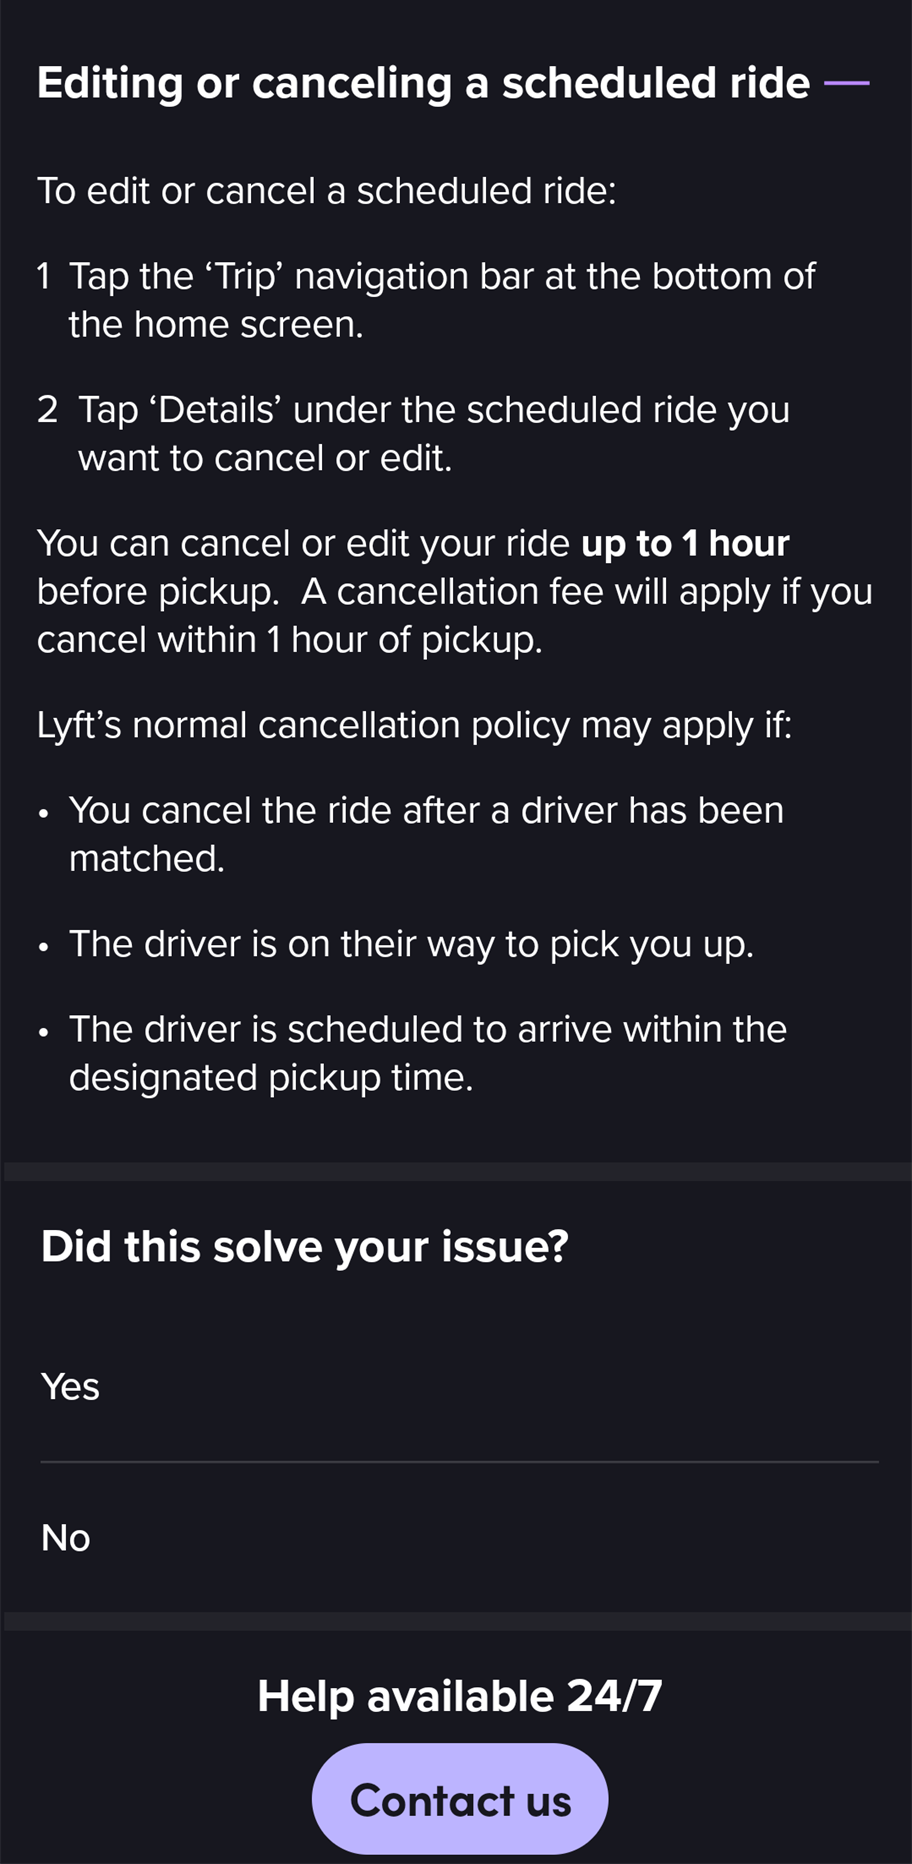 Editing or canceling a scheduled ride
To edit or cancel a scheduled ride:
1 Tap the ‘Trip’ navigation bar at the bottom of
the home screen.
2 Tap ‘Details’ under the scheduled ride you
want to cancel or edit.
You can cancel or edit your ride up to 1 hour
before pickup.  A cancellation fee will apply if you
cancel within 1 hour of pickup.
Lyft’s normal cancellation policy may apply if:
• You cancel the ride after a driver has been
matched.
• The driver is on their way to pick you up.
• The driver is scheduled to arrive within the
designated pickup time.
Did this solve your issue?
Yes
No
Help available 24/7
Contact us